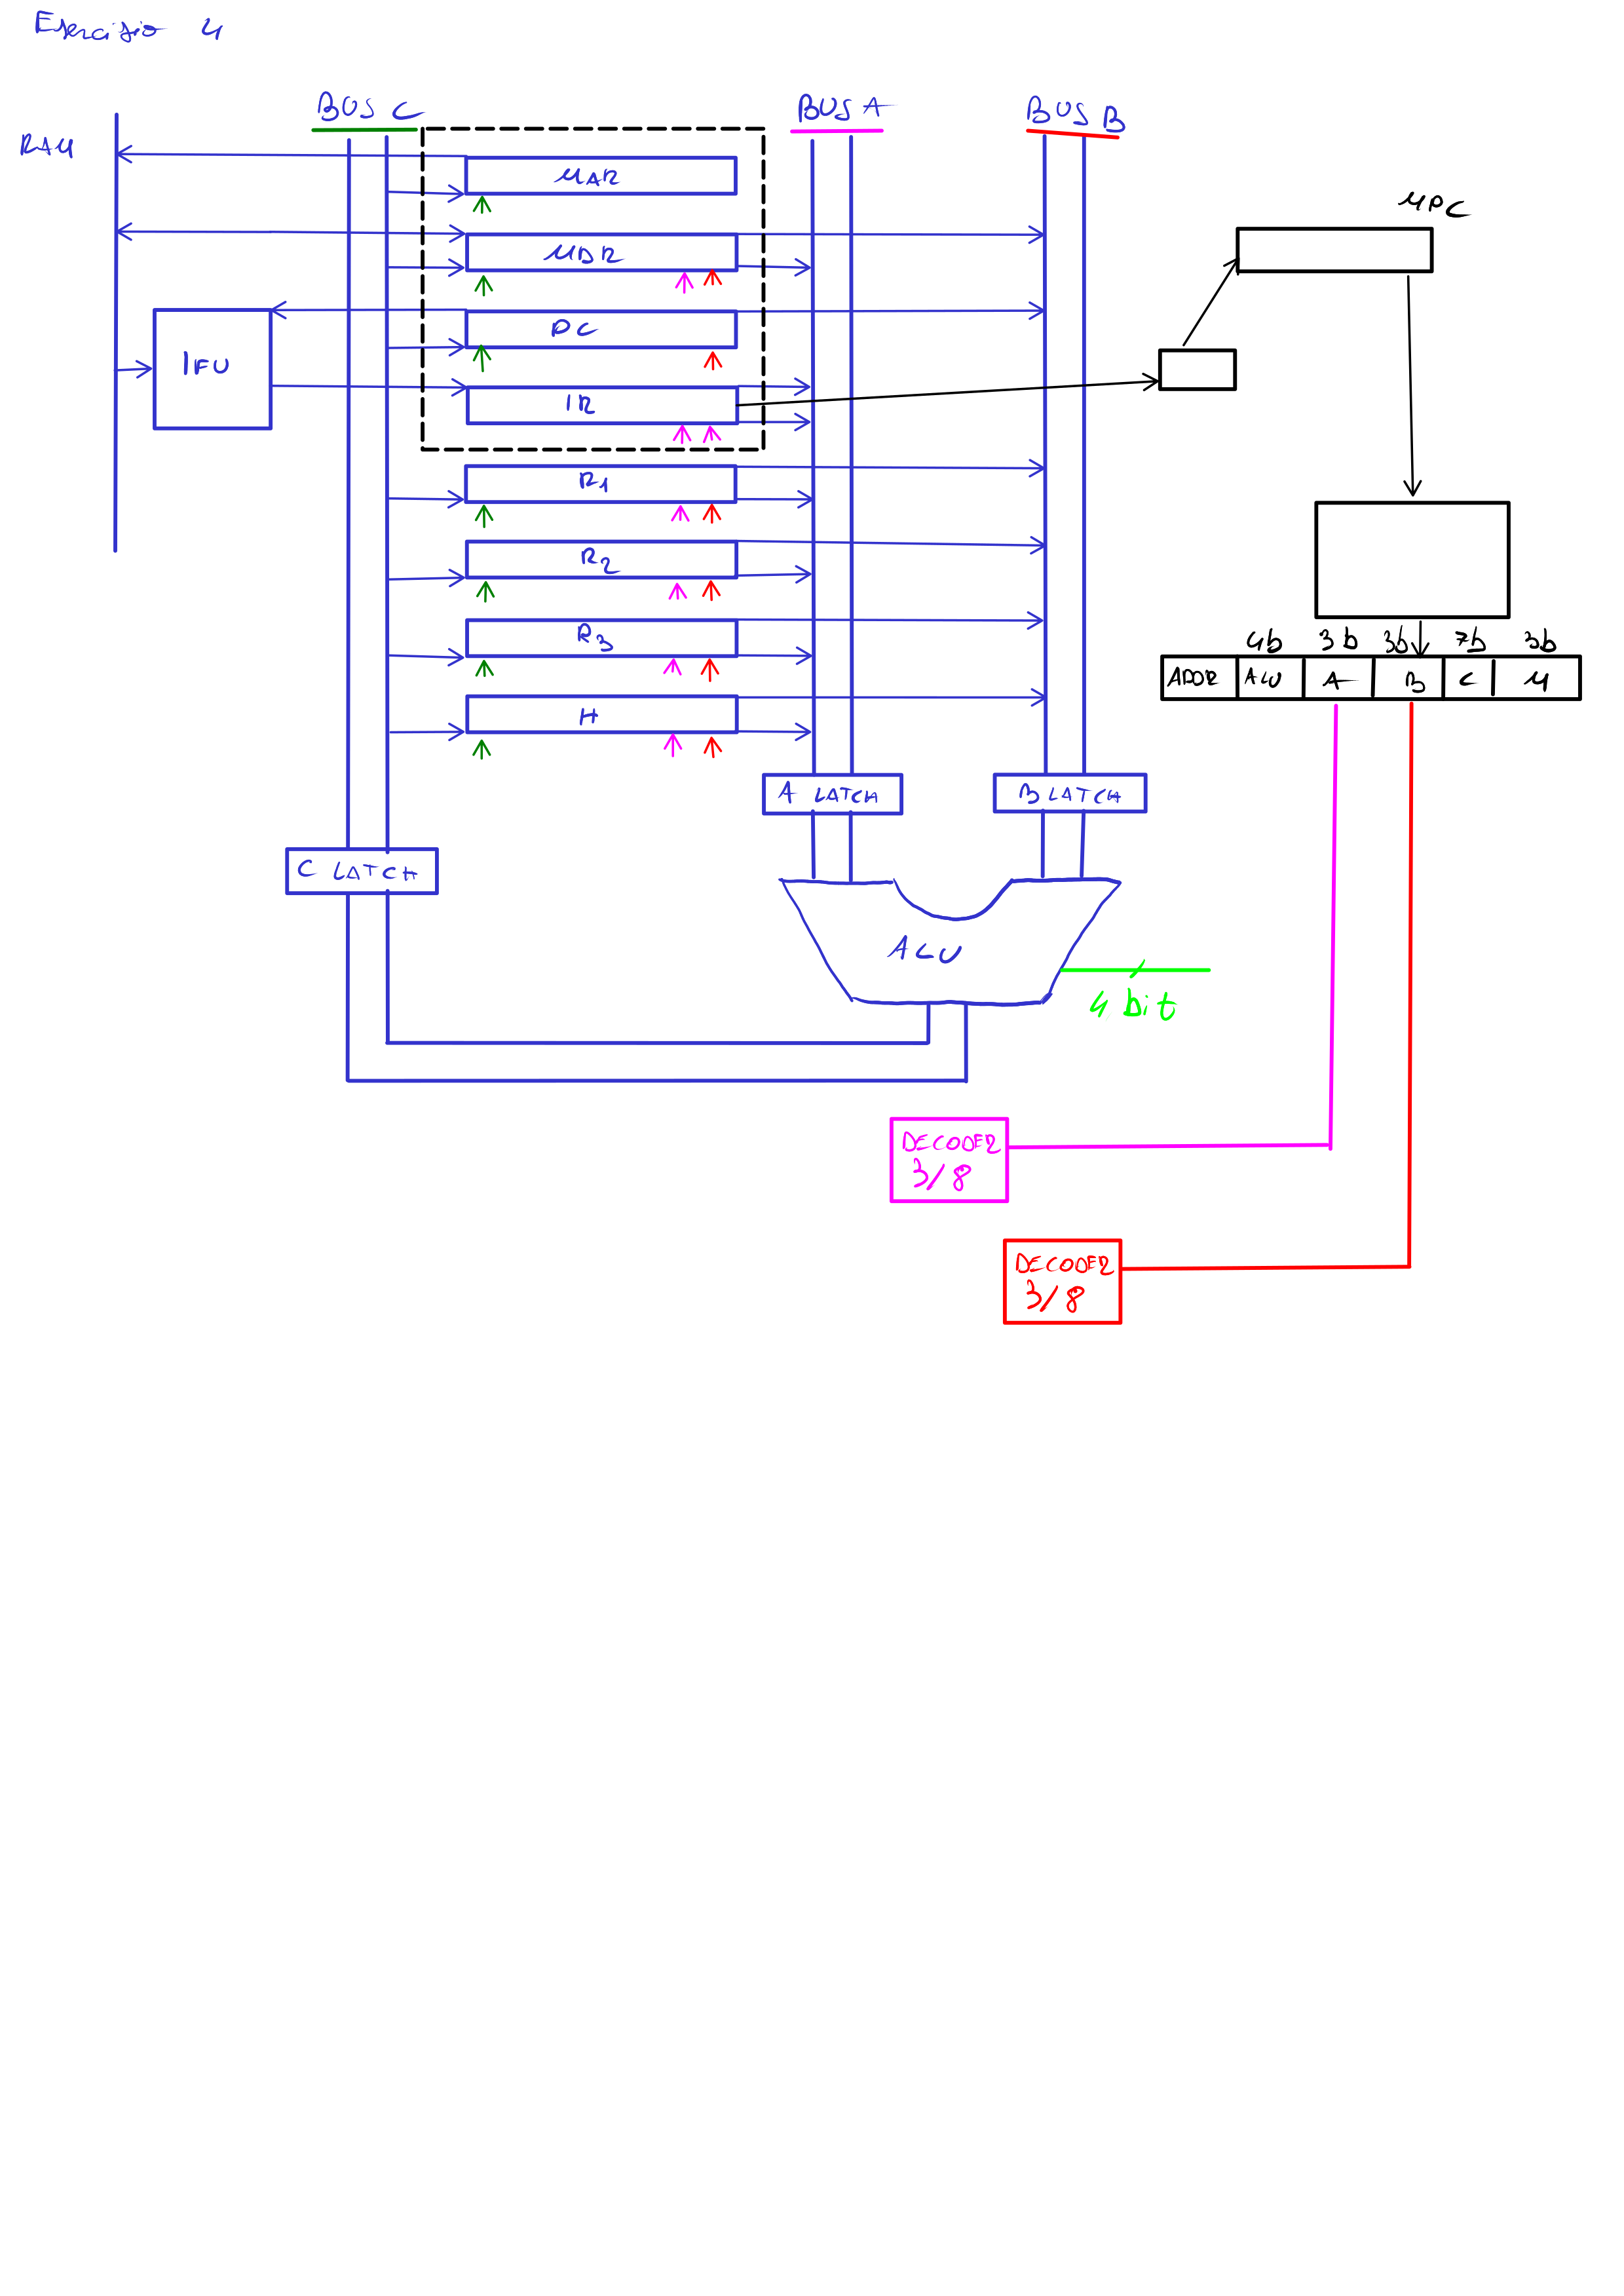 Esercizio 4
BUS C
BUS A
BUS B
RAM
MAR
MPC
MDR
PC
IFU
IR
R1
R2
R3
4b 3b 3b 7b 3b
ADDR ALU A B C M
H
A LATCH
B LATCH
C LATCH
ALU
4 bit
DECODER
3/8
DECODER
3/8